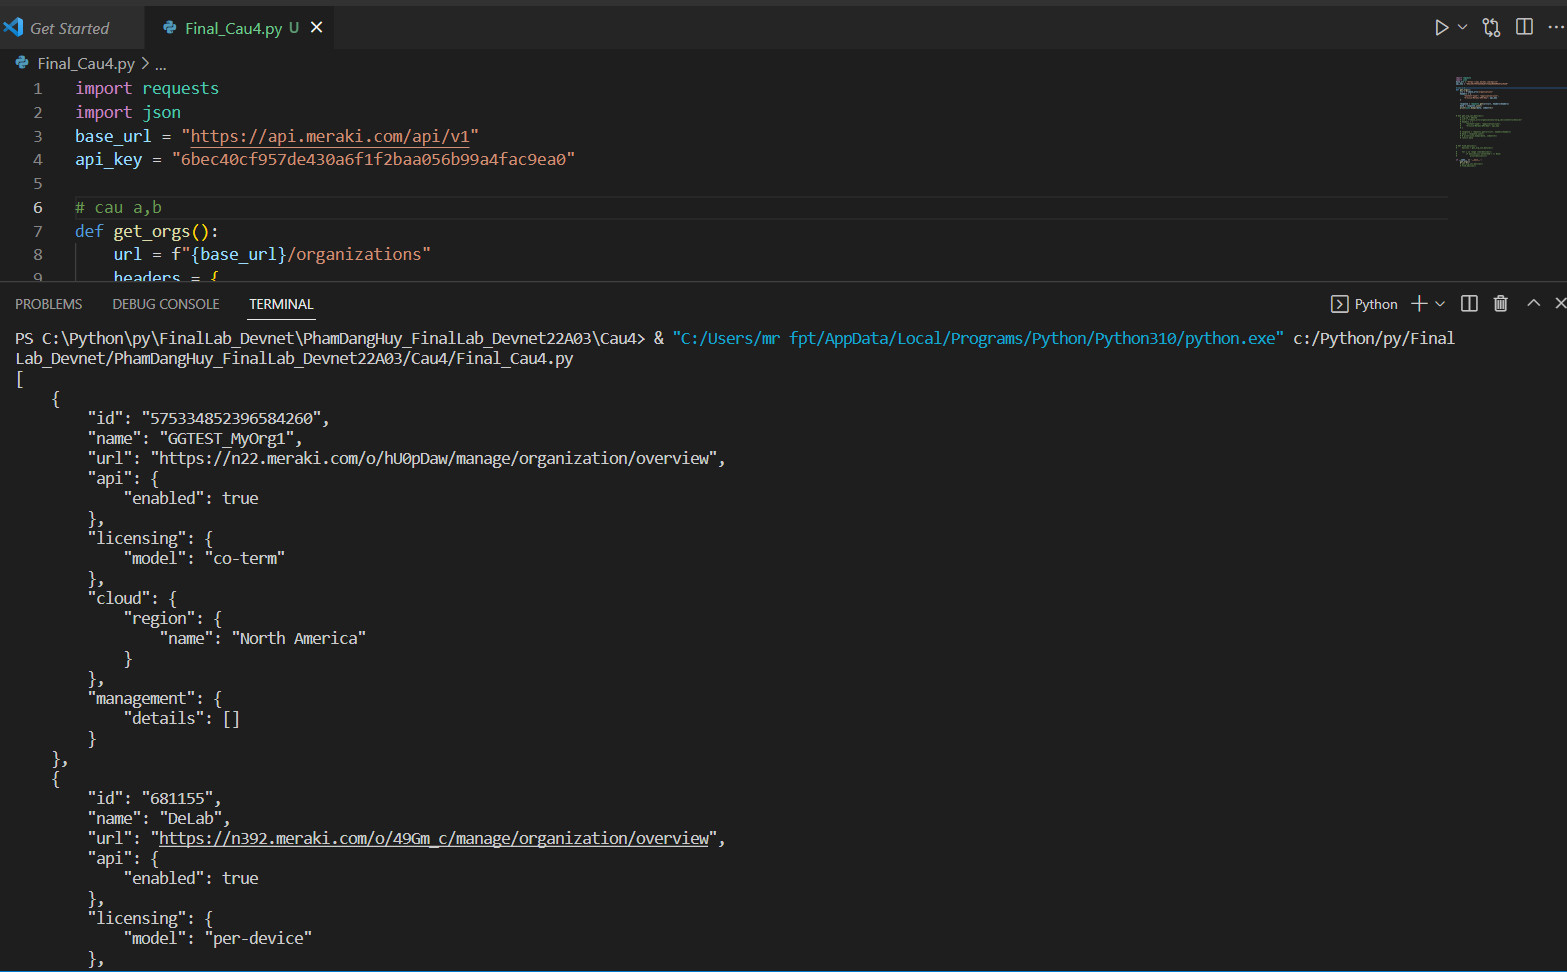 Get Started
Final_Cau4.py U
Final_Cau4.py > ...
1 import requests
2 import json
3 base_url = "https://api.meraki.com/api/v1"
4 api_key = "6bec40cf957de430a6f1f2baa056b99a4fac9ea0"
5
6 # cau a,b
7 def get_orgs():
8     url = f"{base_url}/organizations"
9     headers = {
PROBLEMS DEBUG CONSOLE TERMINAL
Python
PS C:\Python\py\FinalLab_Devnet\PhamDangHuy_FinalLab_Devnet22A03\Cau4> & "C:/Users/mr fpt/AppData/Local/Programs/Python/Python310/python.exe" c:/Python/py/Final
Lab_Devnet/PhamDangHuy_FinalLab_Devnet22A03/Cau4/Final_Cau4.py
[
    {
        "id": "575334852396584260",
        "name": "GGTEST_MyOrg1",
        "url": "https://n22.meraki.com/o/hU0pDaw/manage/organization/overview",
        "api": {
            "enabled": true
        },
        "licensing": {
            "model": "co-term"
        },
        "cloud": {
            "region": {
                "name": "North America"
            }
        },
        "management": {
            "details": []
        }
    },
    {
        "id": "681155",
        "name": "DeLab",
        "url": "https://n392.meraki.com/o/49Gm_c/manage/organization/overview",
        "api": {
            "enabled": true
        },
        "licensing": {
            "model": "per-device"
        },